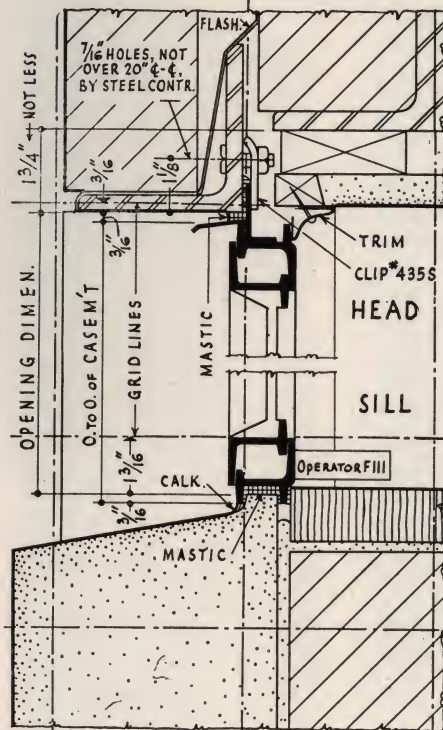 FLASH.
7/16" HOLES, NOT
OVER 20" ℄-℄.
BY STEEL CONTR.
1 3/4" NOT LESS
3/16"
1 1/8"
3/16"
OPENING DIMEN.
O. to O. of CASEM'T
GRID LINES
MASTIC
TRIM
CLIP #435S
HEAD
SILL
OPERATOR F111
1 3/16"
3/16"
CALK.
MASTIC